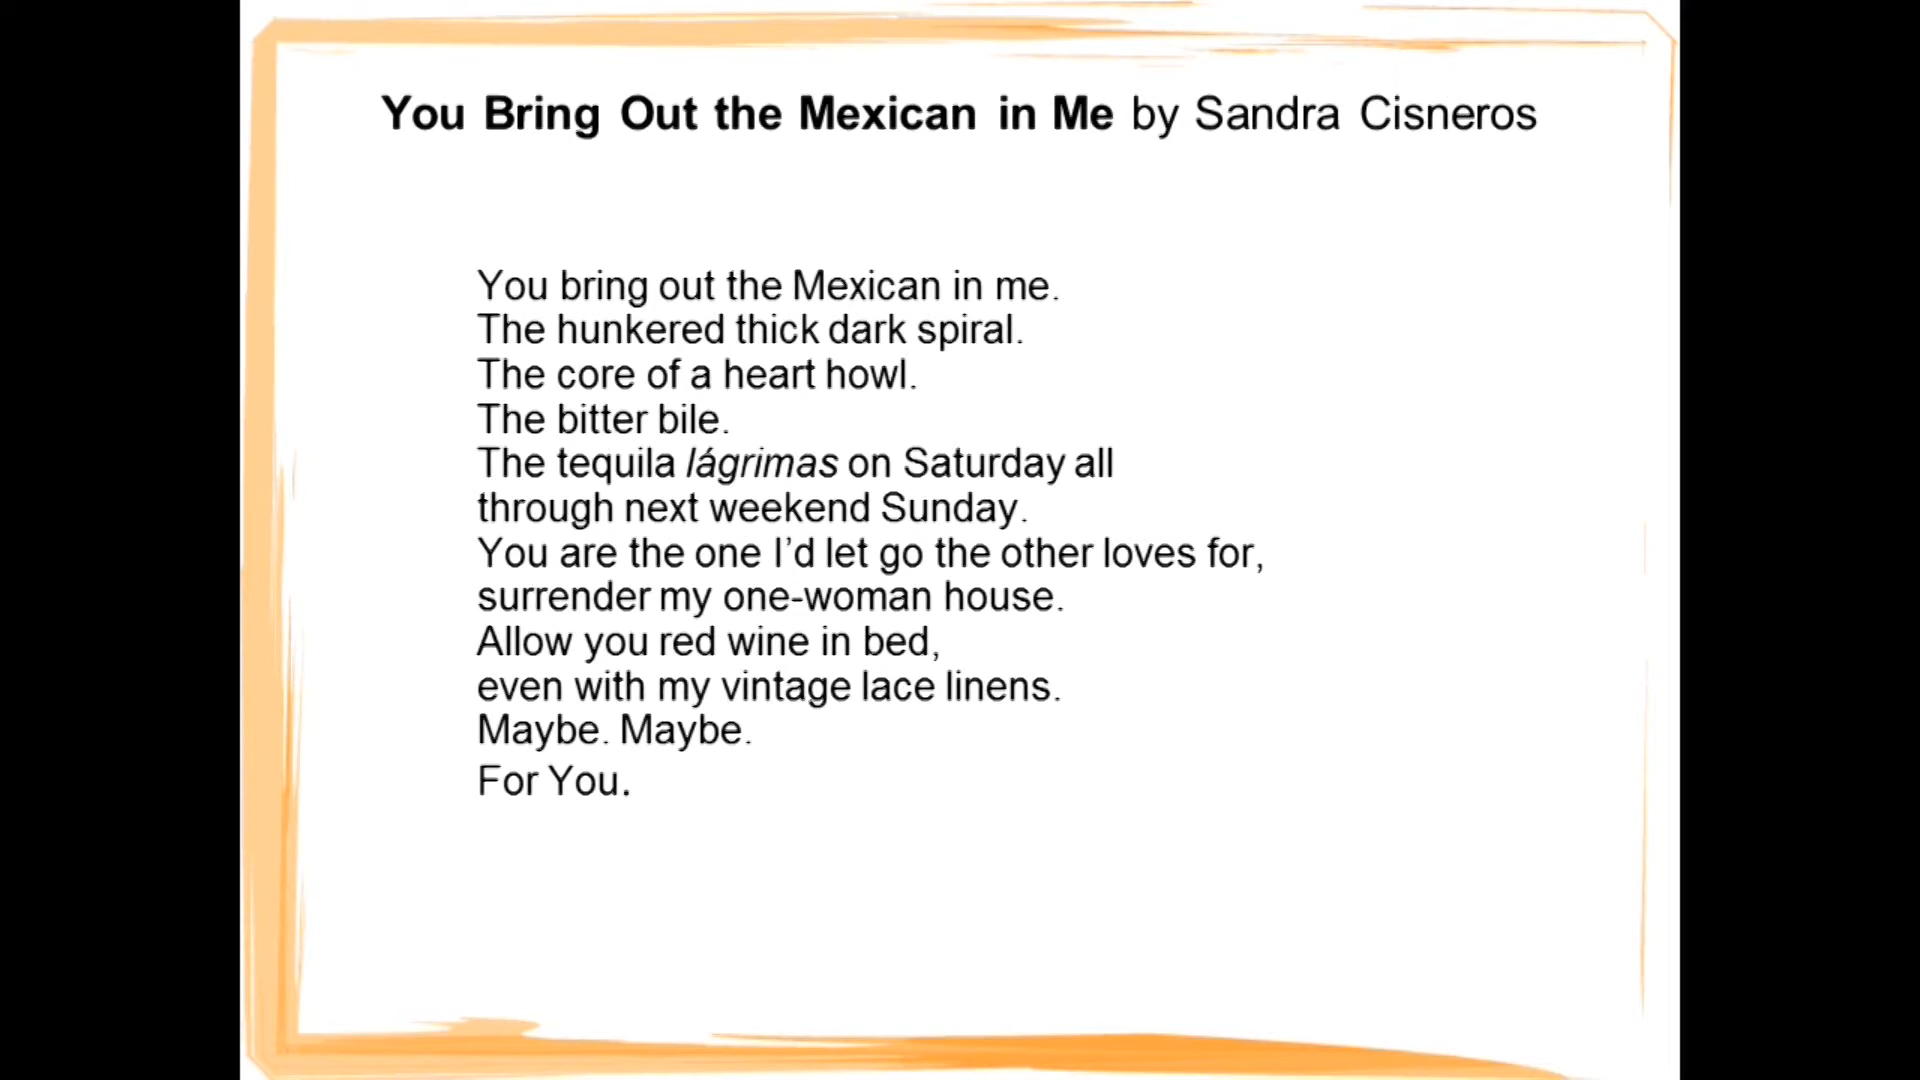 You Bring Out the Mexican in Me by Sandra Cisneros
You bring out the Mexican in me.
The hunkered thick dark spiral.
The core of a heart howl.
The bitter bile.
The tequila lágrimas on Saturday all
through next weekend Sunday.
You are the one I’d let go the other loves for,
surrender my one-woman house.
Allow you red wine in bed,
even with my vintage lace linens.
Maybe. Maybe.
For You.